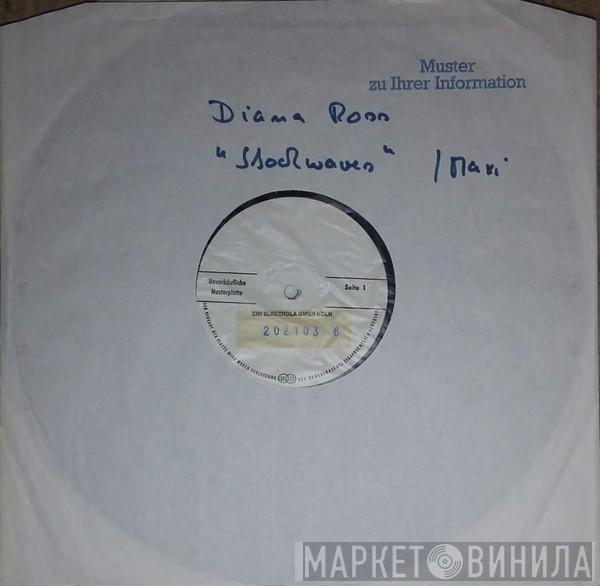 Muster
zu Ihrer Information
Diana Ross
"Shockwaves" /Maxi
Unverkäufliche
Musterplatte
Seite 1
EMI ELECTROLA GMBH KÖLN
202103 6
МАРКЕТ ВИНИЛА